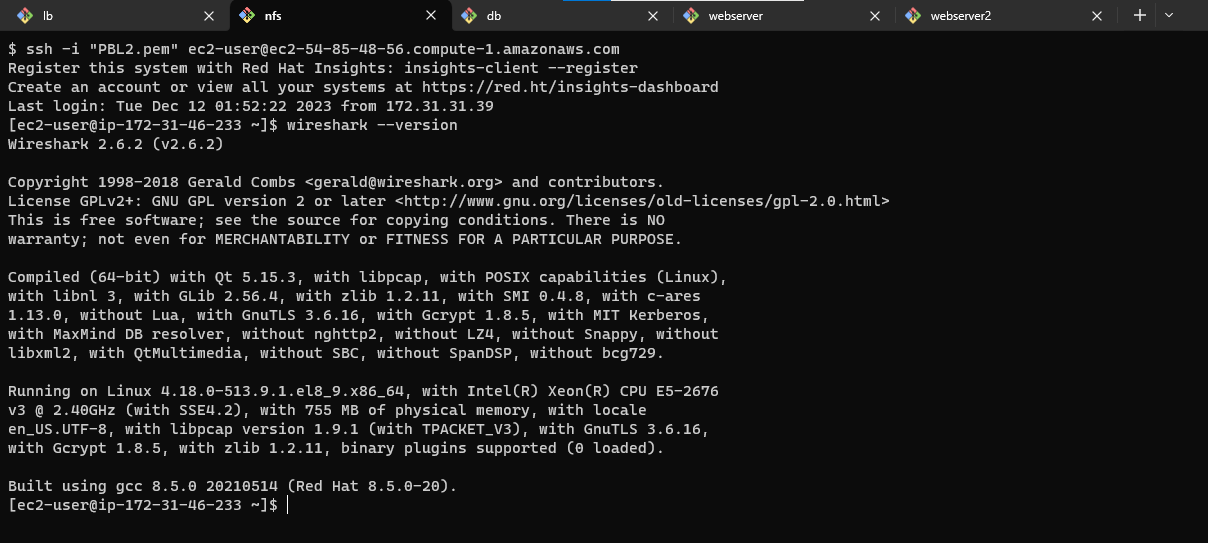 lb nfs db webserver webserver2
$ ssh -i "PBL2.pem" ec2-user@ec2-54-85-48-56.compute-1.amazonaws.com
Register this system with Red Hat Insights: insights-client --register
Create an account or view all your systems at https://red.ht/insights-dashboard
Last login: Tue Dec 12 01:52:22 2023 from 172.31.31.39
[ec2-user@ip-172-31-46-233 ~]$ wireshark --version
Wireshark 2.6.2 (v2.6.2)

Copyright 1998-2018 Gerald Combs <gerald@wireshark.org> and contributors.
License GPLv2+: GNU GPL version 2 or later <http://www.gnu.org/licenses/old-licenses/gpl-2.0.html>
This is free software; see the source for copying conditions. There is NO
warranty; not even for MERCHANTABILITY or FITNESS FOR A PARTICULAR PURPOSE.

Compiled (64-bit) with Qt 5.15.3, with libpcap, with POSIX capabilities (Linux),
with libnl 3, with GLib 2.56.4, with zlib 1.2.11, with SMI 0.4.8, with c-ares
1.13.0, without Lua, with GnuTLS 3.6.16, with Gcrypt 1.8.5, with MIT Kerberos,
with MaxMind DB resolver, without nghttp2, without LZ4, without Snappy, without
libxml2, with QtMultimedia, without SBC, without SpanDSP, without bcg729.

Running on Linux 4.18.0-513.9.1.el8_9.x86_64, with Intel(R) Xeon(R) CPU E5-2676
v3 @ 2.40GHz (with SSE4.2), with 755 MB of physical memory, with locale
en_US.UTF-8, with libpcap version 1.9.1 (with TPACKET_V3), with GnuTLS 3.6.16,
with Gcrypt 1.8.5, with zlib 1.2.11, binary plugins supported (0 loaded).

Built using gcc 8.5.0 20210514 (Red Hat 8.5.0-20).
[ec2-user@ip-172-31-46-233 ~]$